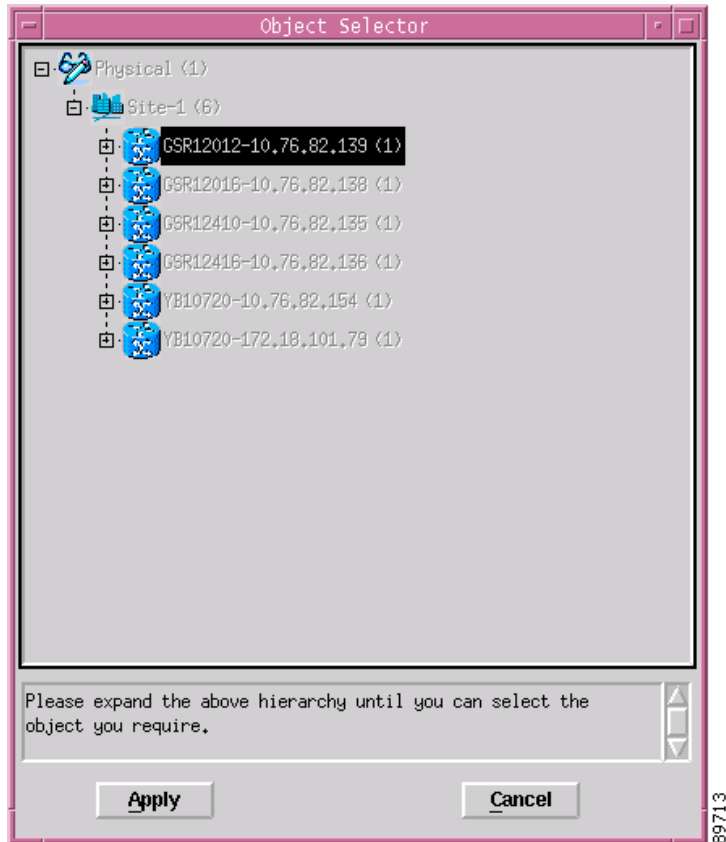 Object Selector
Physical (1)
Site-1 (6)
GSR12012-10.76.82.139 (1)
GSR12016-10.76.82.138 (1)
GSR12410-10.76.82.135 (1)
GSR12416-10.76.82.136 (1)
YB10720-10.76.82.154 (1)
YB10720-172.18.101.79 (1)
Please expand the above hierarchy until you can select the
object you require.
Apply
Cancel
89713